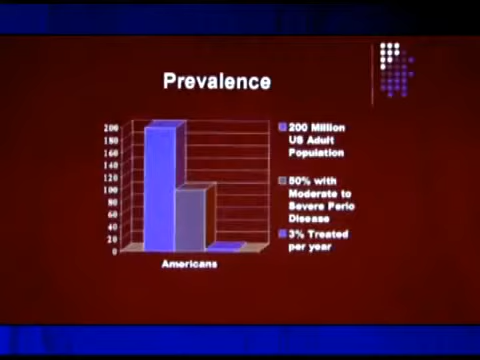 Prevalence
200
180
160
140
120
100
80
60
40
20
0
Americans
200 Million
US Adult
Population
50% with
Moderate to
Severe Perio
Disease
3% Treated
per year